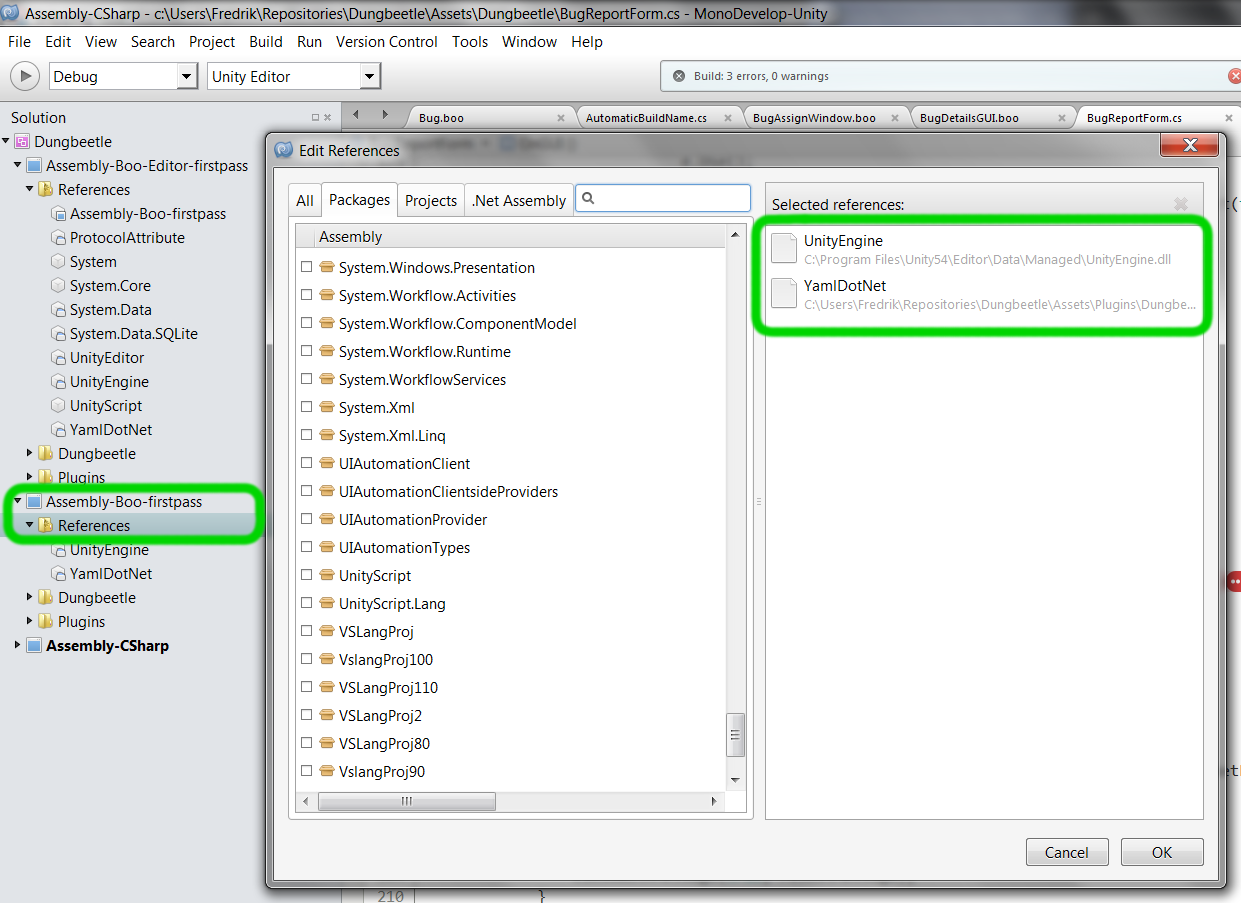 Assembly-CSharp - c:\Users\Fredrik\Repositories\Dungbeetle\Assets\Dungbeetle\BugReportForm.cs - MonoDevelop-Unity
File Edit View Search Project Build Run Version Control Tools Window Help
Debug Unity Editor Build: 3 errors, 0 warnings
Solution
Bug.boo AutomaticBuildName.cs BugAssignWindow.boo BugDetailsGUI.boo BugReportForm.cs
Dungbeetle
Assembly-Boo-Editor-firstpass
References
Assembly-Boo-firstpass
ProtocolAttribute
System
System.Core
System.Data
System.Data.SQLite
UnityEditor
UnityEngine
UnityScript
YamlDotNet
Dungbeetle
Plugins
Assembly-Boo-firstpass
References
UnityEngine
YamlDotNet
Dungbeetle
Plugins
Assembly-CSharp
Edit References
All Packages Projects .Net Assembly
Assembly
System.Windows.Presentation
System.Workflow.Activities
System.Workflow.ComponentModel
System.Workflow.Runtime
System.WorkflowServices
System.Xml
System.Xml.Linq
UIAutomationClient
UIAutomationClientsideProviders
UIAutomationProvider
UIAutomationTypes
UnityScript
UnityScript.Lang
VSLangProj
VslangProj100
VSLangProj110
VSLangProj2
VSLangProj80
VslangProj90
Selected references:
UnityEngine
C:\Program Files\Unity54\Editor\Data\Managed\UnityEngine.dll
YamlDotNet
C:\Users\Fredrik\Repositories\Dungbeetle\Assets\Plugins\Dungbe...
Cancel OK
210 }